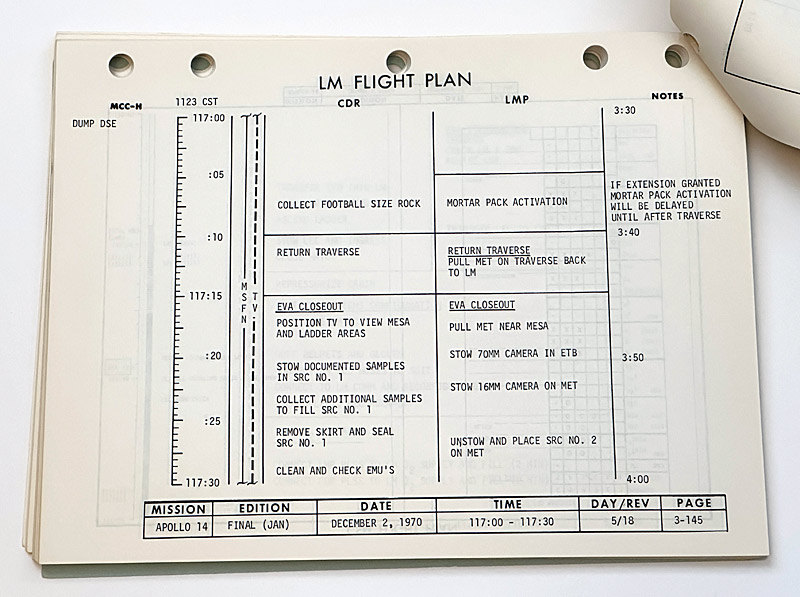 LM FLIGHT PLAN
MCC-H
1123 CST
CDR
LMP
NOTES
DUMP DSE
117:00
3:30
:05
COLLECT FOOTBALL SIZE ROCK
MORTAR PACK ACTIVATION
IF EXTENSION GRANTED
MORTAR PACK ACTIVATION
WILL BE DELAYED
UNTIL AFTER TRAVERSE
:10
3:40
RETURN TRAVERSE
RETURN TRAVERSE
PULL MET ON TRAVERSE BACK
TO LM
MSFN
TV
117:15
EVA CLOSEOUT
POSITION TV TO VIEW MESA
AND LADDER AREAS
EVA CLOSEOUT
PULL MET NEAR MESA
STOW 70MM CAMERA IN ETB
:20
3:50
STOW DOCUMENTED SAMPLES
IN SRC NO. 1
STOW 16MM CAMERA ON MET
COLLECT ADDITIONAL SAMPLES
TO FILL SRC NO. 1
:25
REMOVE SKIRT AND SEAL
SRC NO. 1
UNSTOW AND PLACE SRC NO. 2
ON MET
CLEAN AND CHECK EMU'S
117:30
4:00
MISSION EDITION DATE TIME DAY/REV PAGE
APOLLO 14 FINAL (JAN) DECEMBER 2, 1970 117:00 - 117:30 5/18 3-145